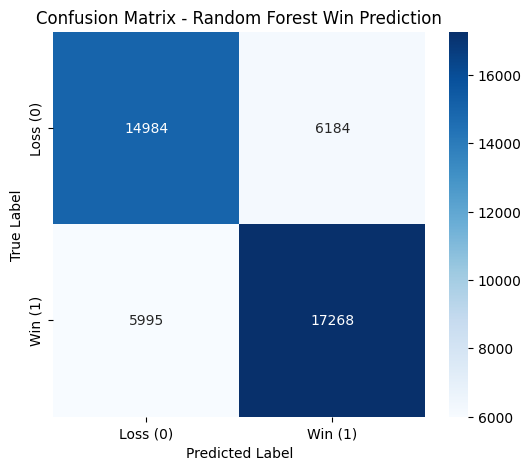 Confusion Matrix - Random Forest Win Prediction
True Label
Loss (0)
14984
6184
Win (1)
5995
17268
Loss (0)
Win (1)
Predicted Label
16000
14000
12000
10000
8000
6000